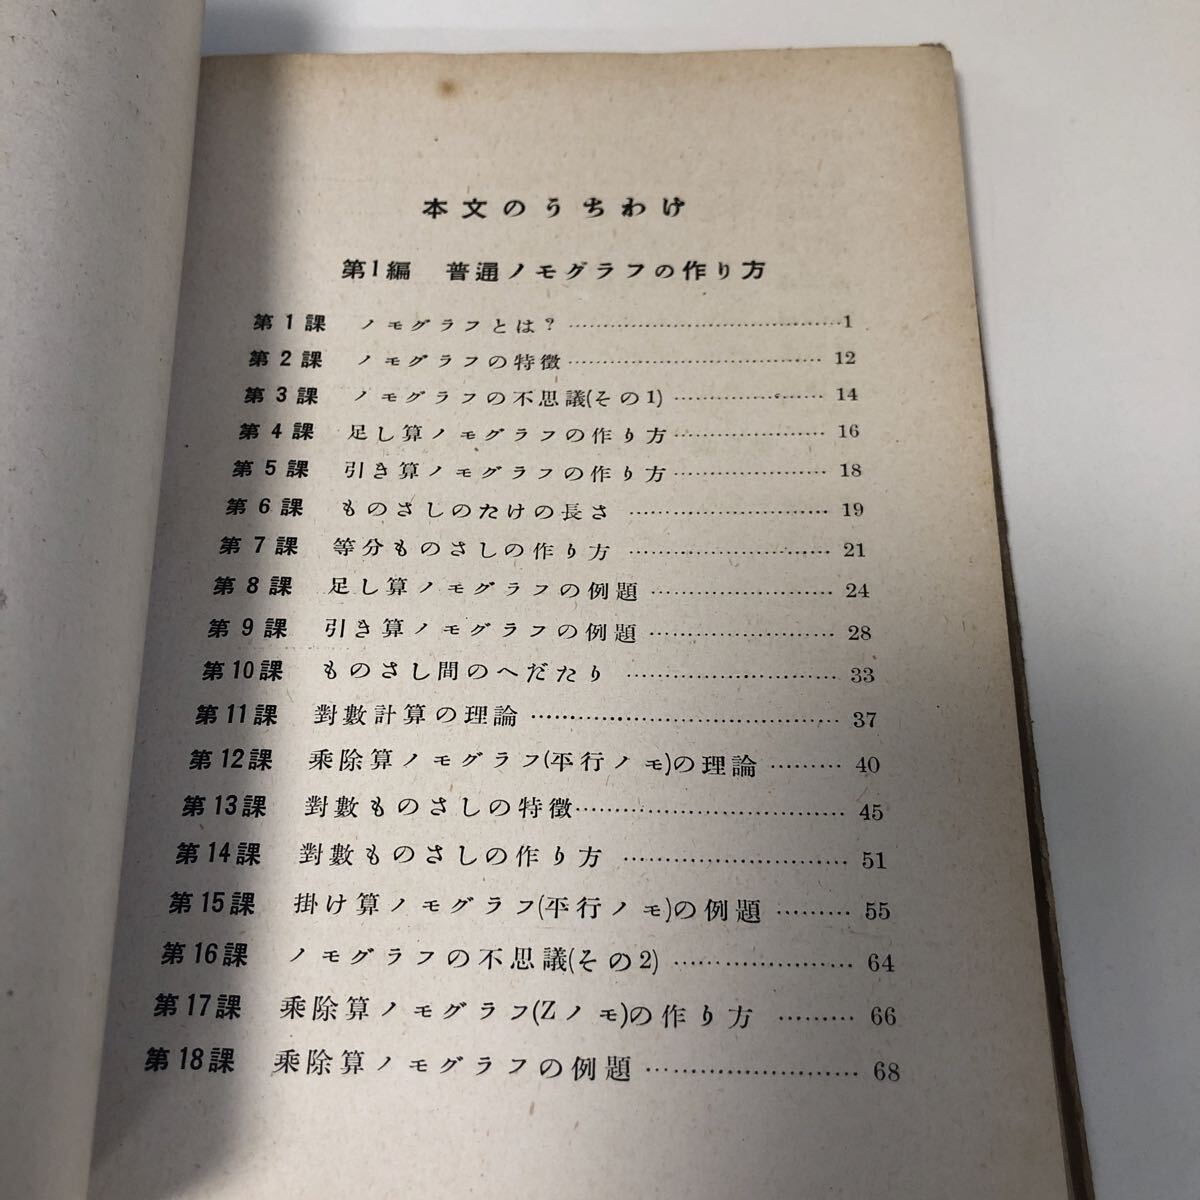 本文のうちわけ
第1編 普通ノモグラフの作り方
第1課 ノモグラフとは？……………………………………1
第2課 ノモグラフの特徴………………………………… 12
第3課 ノモグラフの不思議(その1) ………………… 14
第4課 足し算ノモグラフの作り方………………… 16
第5課 引き算ノモグラフの作り方………………… 18
第6課 ものさしのたけの長さ ……………………… 19
第7課 等分ものさしの作り方 ……………………… 21
第8課 足し算ノモグラフの例題 …………………… 24
第9課 引き算ノモグラフの例題 …………………… 28
第10課 ものさし間のへだたり ……………………… 33
第11課 對數計算の理論 ………………………………… 37
第12課 乘除算ノモグラフ(平行ノモ)の理論 ……… 40
第13課 對數ものさしの特徴…………………………… 45
第14課 對數ものさしの作り方 ……………………… 51
第15課 掛け算ノモグラフ(平行ノモ)の例題 ……… 55
第16課 ノモグラフの不思議(その2) ………………… 64
第17課 乘除算ノモグラフ(Zノモ)の作り方 ……… 66
第18課 乘除算ノモグラフの例題 …………………… 68